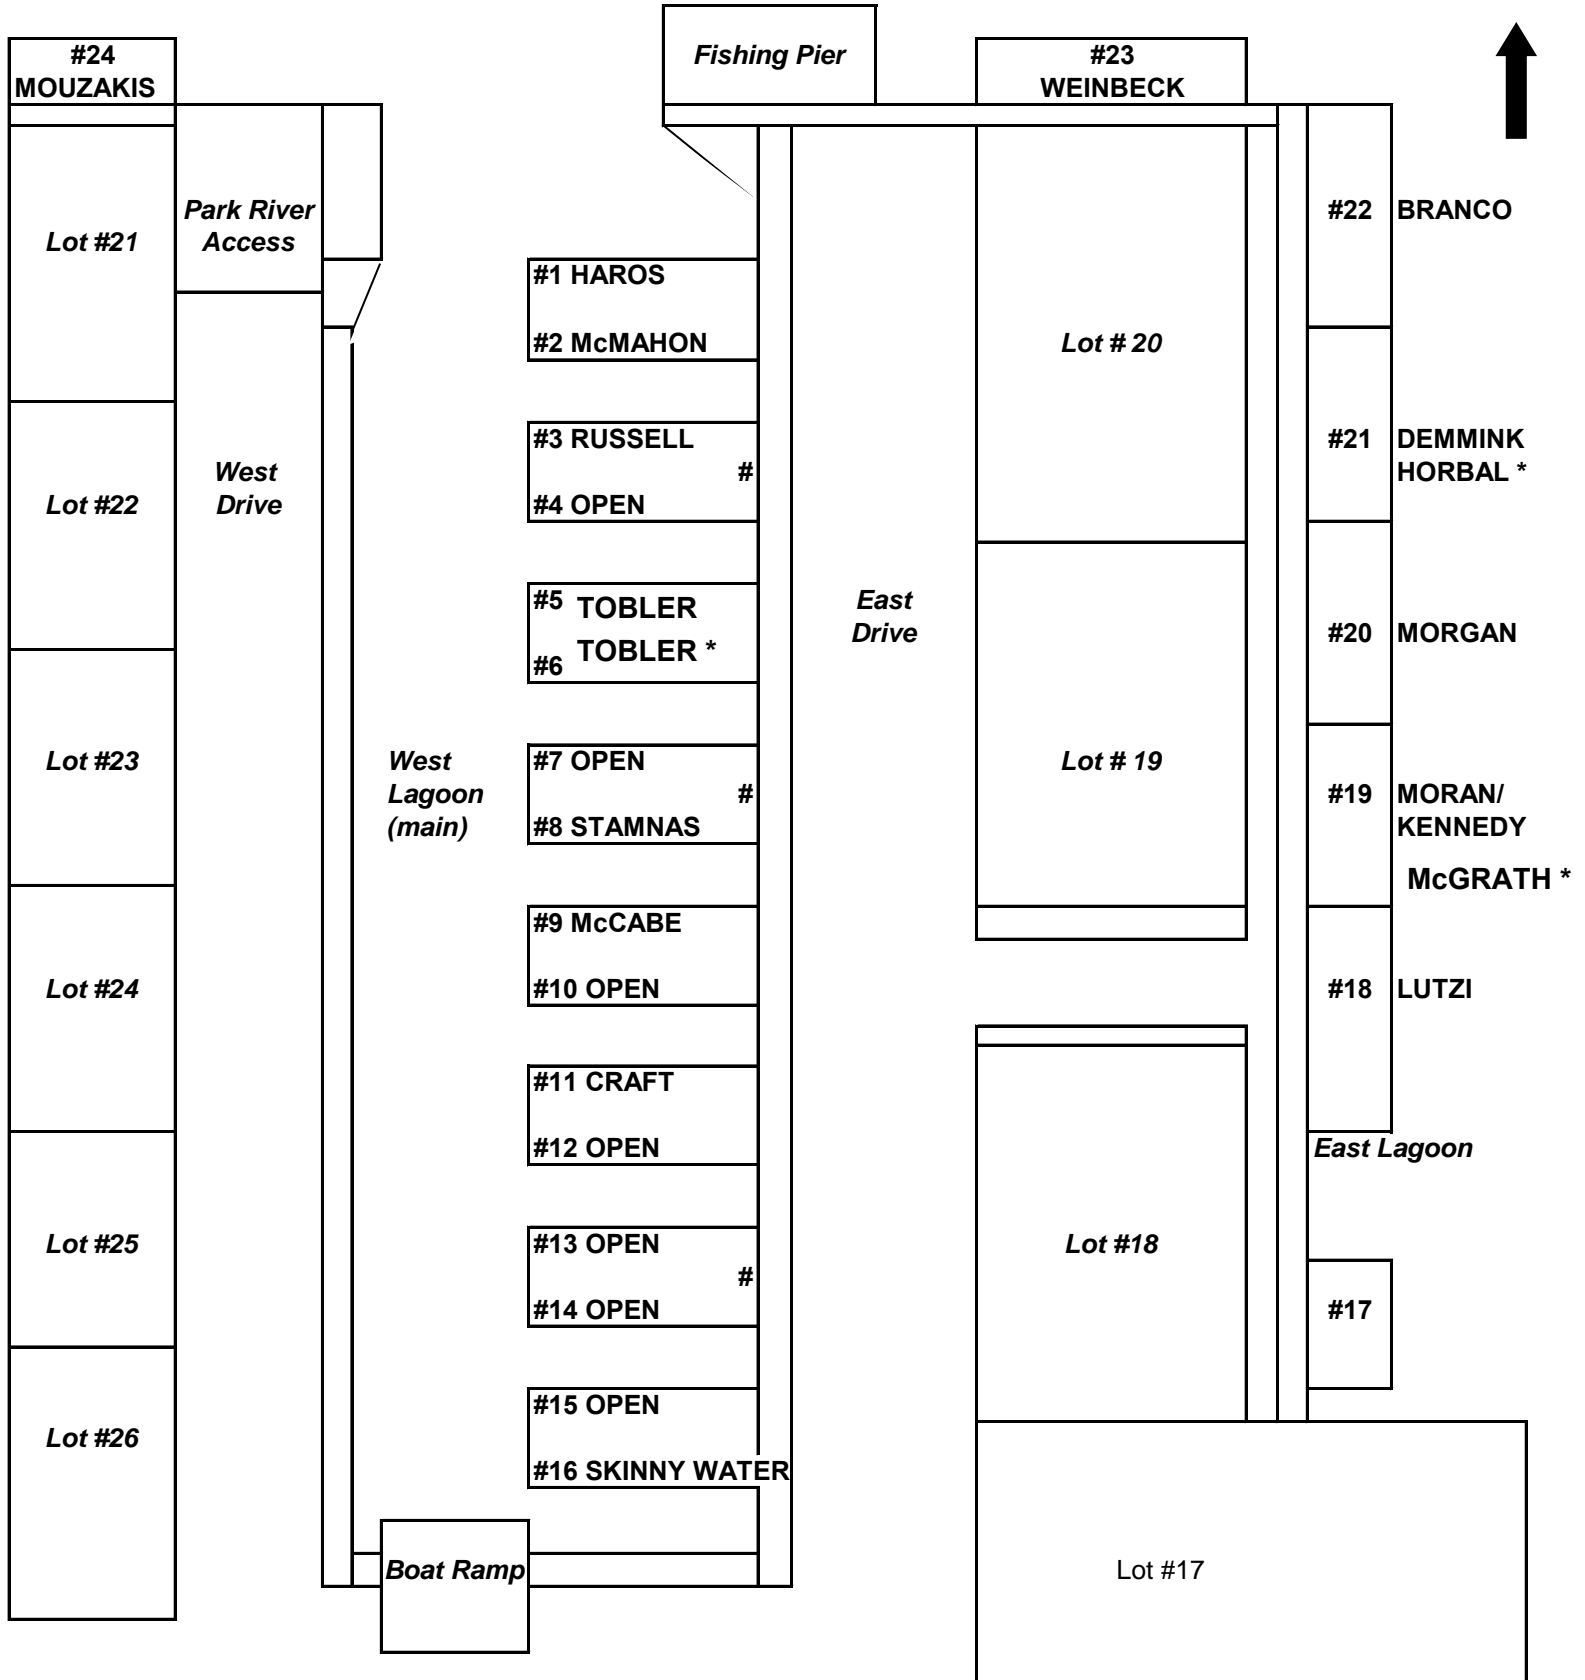 #24
MOUZAKIS
Fishing Pier
#23
WEINBECK
Lot #21
Park River
Access
#22 BRANCO
#1 HAROS
#2 McMAHON
Lot # 20
Lot #22
West
Drive
#3 RUSSELL
#
#4 OPEN
#21 DEMMINK
HORBAL *
#5 TOBLER
#6 TOBLER *
East
Drive
#20 MORGAN
Lot #23
West
Lagoon
(main)
#7 OPEN
#
#8 STAMNAS
Lot # 19
#19 MORAN/
KENNEDY
McGRATH *
Lot #24
#9 McCABE
#10 OPEN
#18 LUTZI
#11 CRAFT
#12 OPEN
East Lagoon
Lot #25
#13 OPEN
#
#14 OPEN
Lot #18
#17
Lot #26
#15 OPEN
#16 SKINNY WATER
Boat Ramp
Lot #17